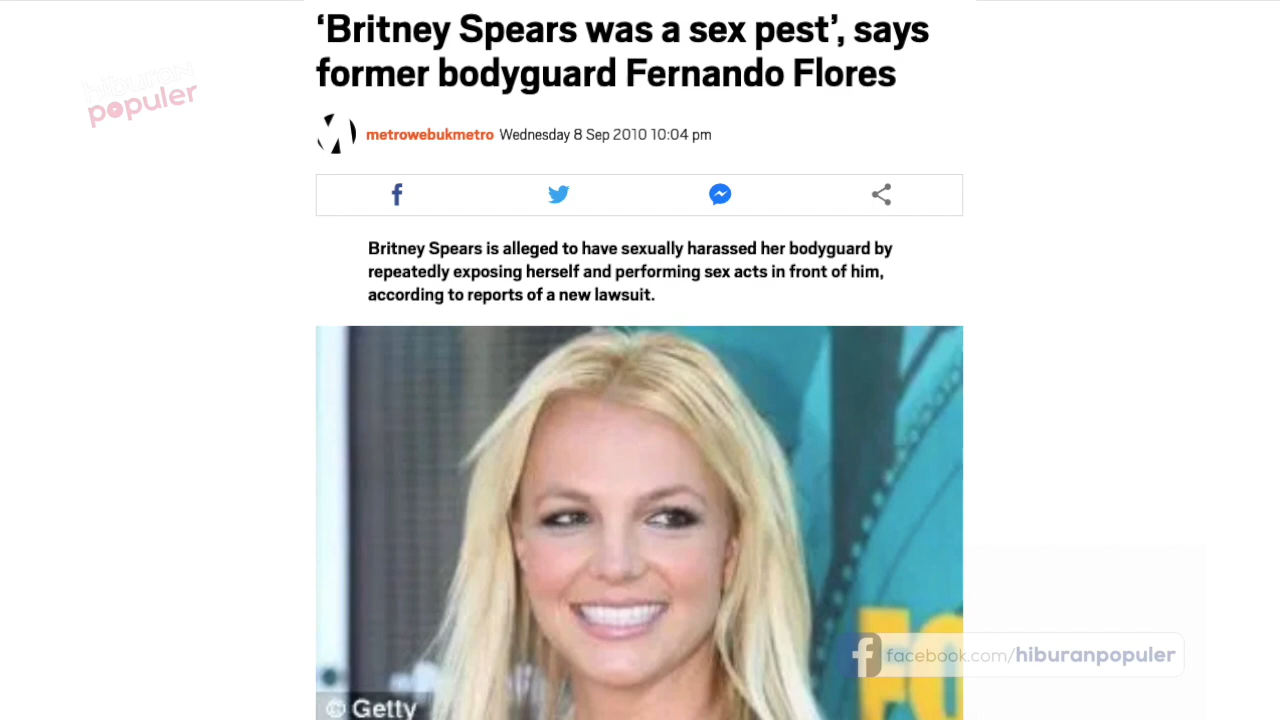 ‘Britney Spears was a sex pest’, says
former bodyguard Fernando Flores
hiburan
populer
metrowebukmetro Wednesday 8 Sep 2010 10:04 pm
Britney Spears is alleged to have sexually harassed her bodyguard by
repeatedly exposing herself and performing sex acts in front of him,
according to reports of a new lawsuit.
FO
facebook.com/hiburanpopuler
© Getty